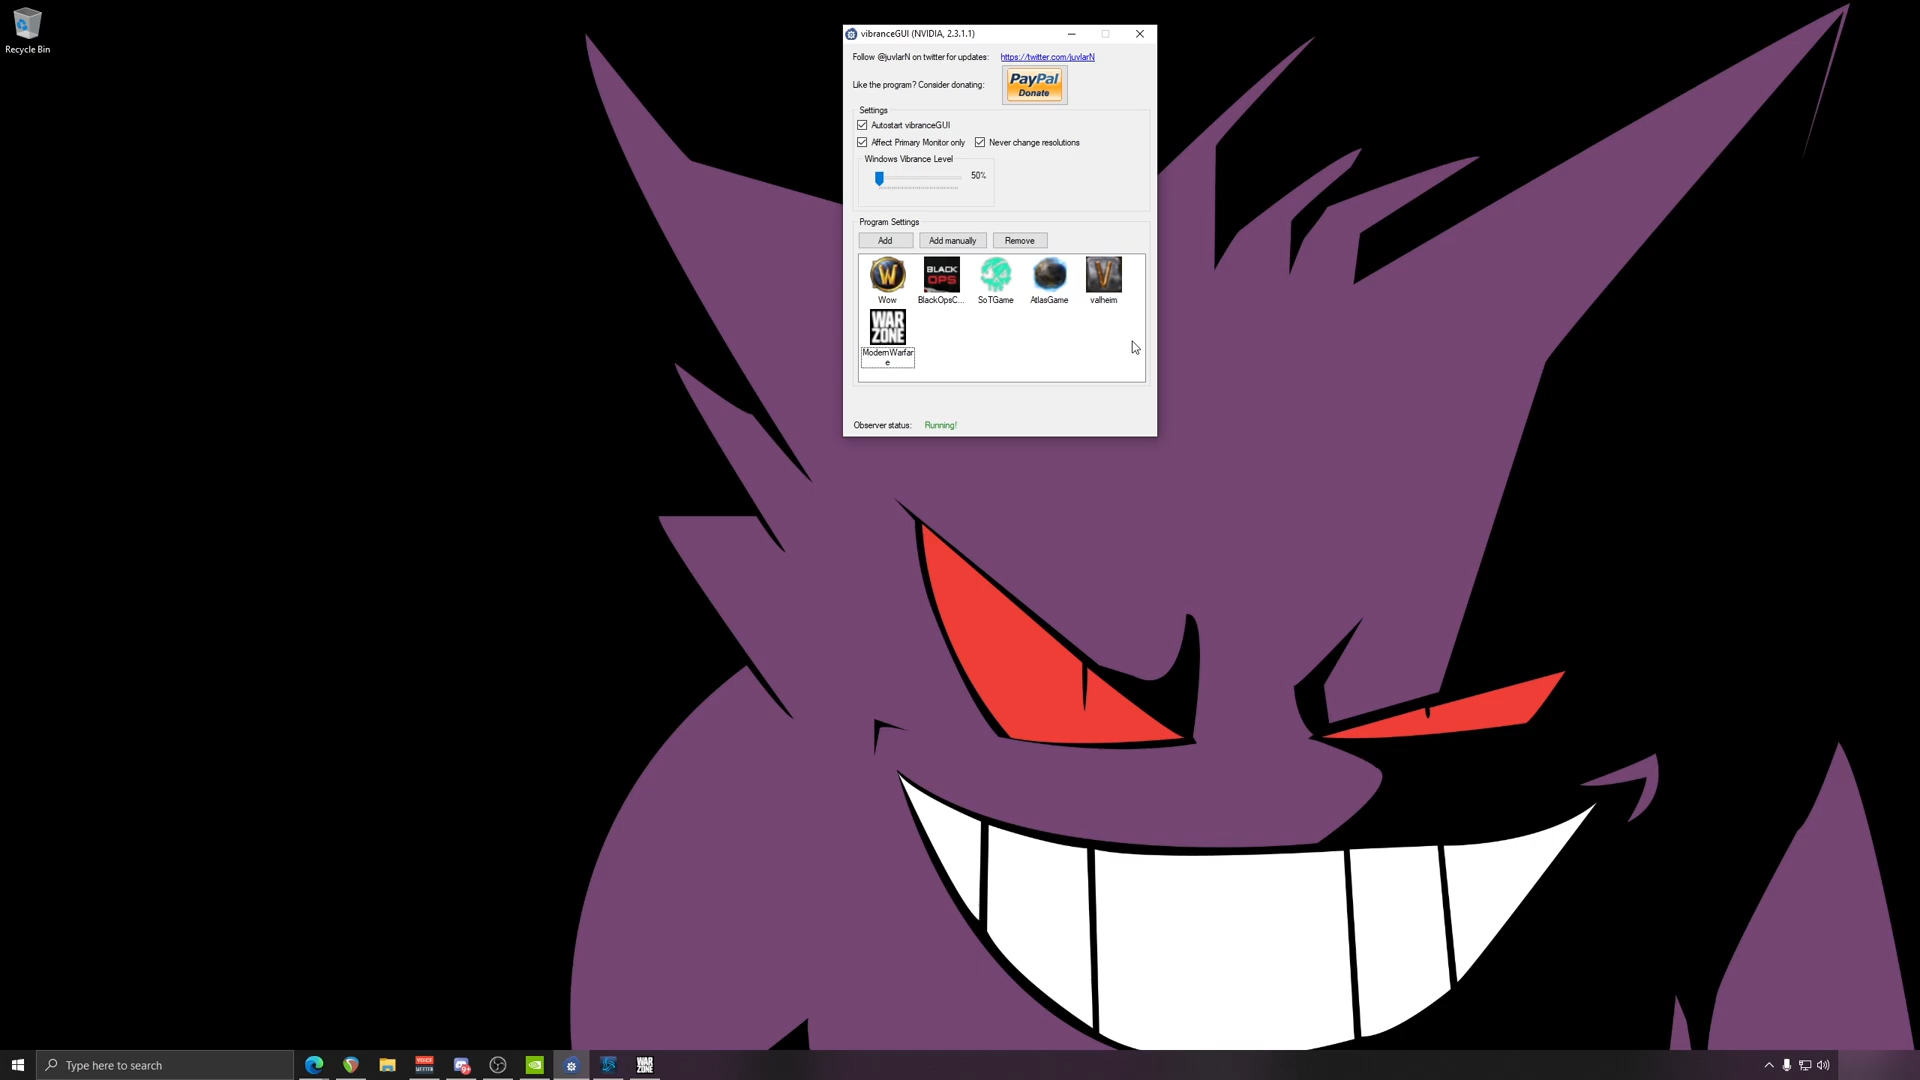 Recycle Bin
vibranceGUI (NVIDIA, 2.3.1.1)
Follow @juvlarN on twitter for updates: https://twitter.com/juvlarN
Like the program? Consider donating: PayPal
Donate
Settings
Autostart vibranceGUI
Affect Primary Monitor only Never change resolutions
Windows Vibrance Level
50%
Program Settings
Add Add manually Remove
W BLACK OPS V
Wow BlackOpsC... SoTGame AtlasGame valheim
WAR
ZONE
ModernWarfar
e
Observer status: Running!
Type here to search
WAR
ZONE